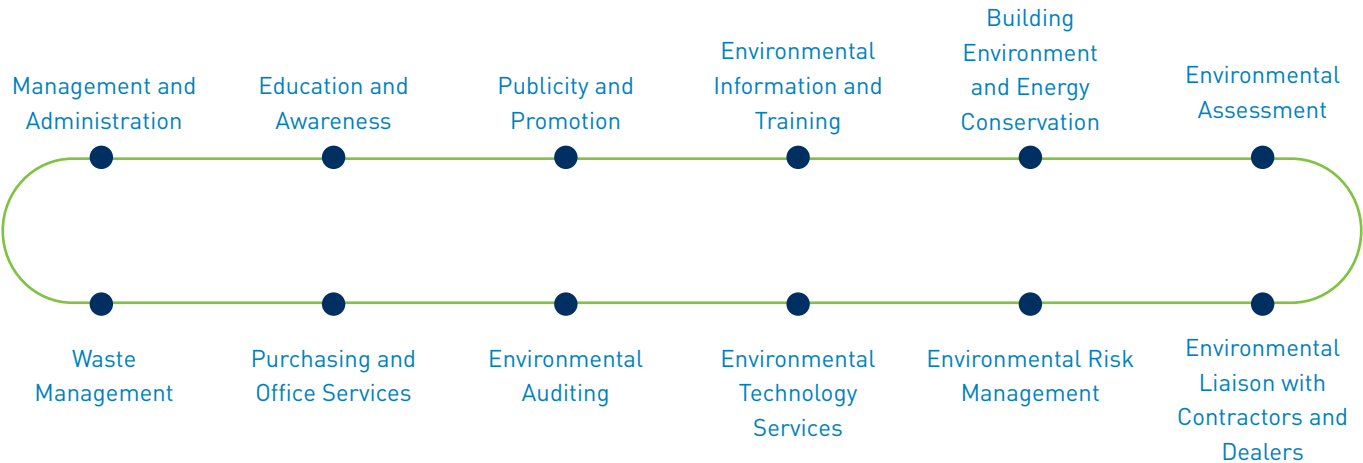 Management and
Administration
Education and
Awareness
Publicity and
Promotion
Environmental
Information and
Training
Building
Environment
and Energy
Conservation
Environmental
Assessment
Waste
Management
Purchasing and
Office Services
Environmental
Auditing
Environmental
Technology
Services
Environmental Risk
Management
Environmental
Liaison with
Contractors and
Dealers